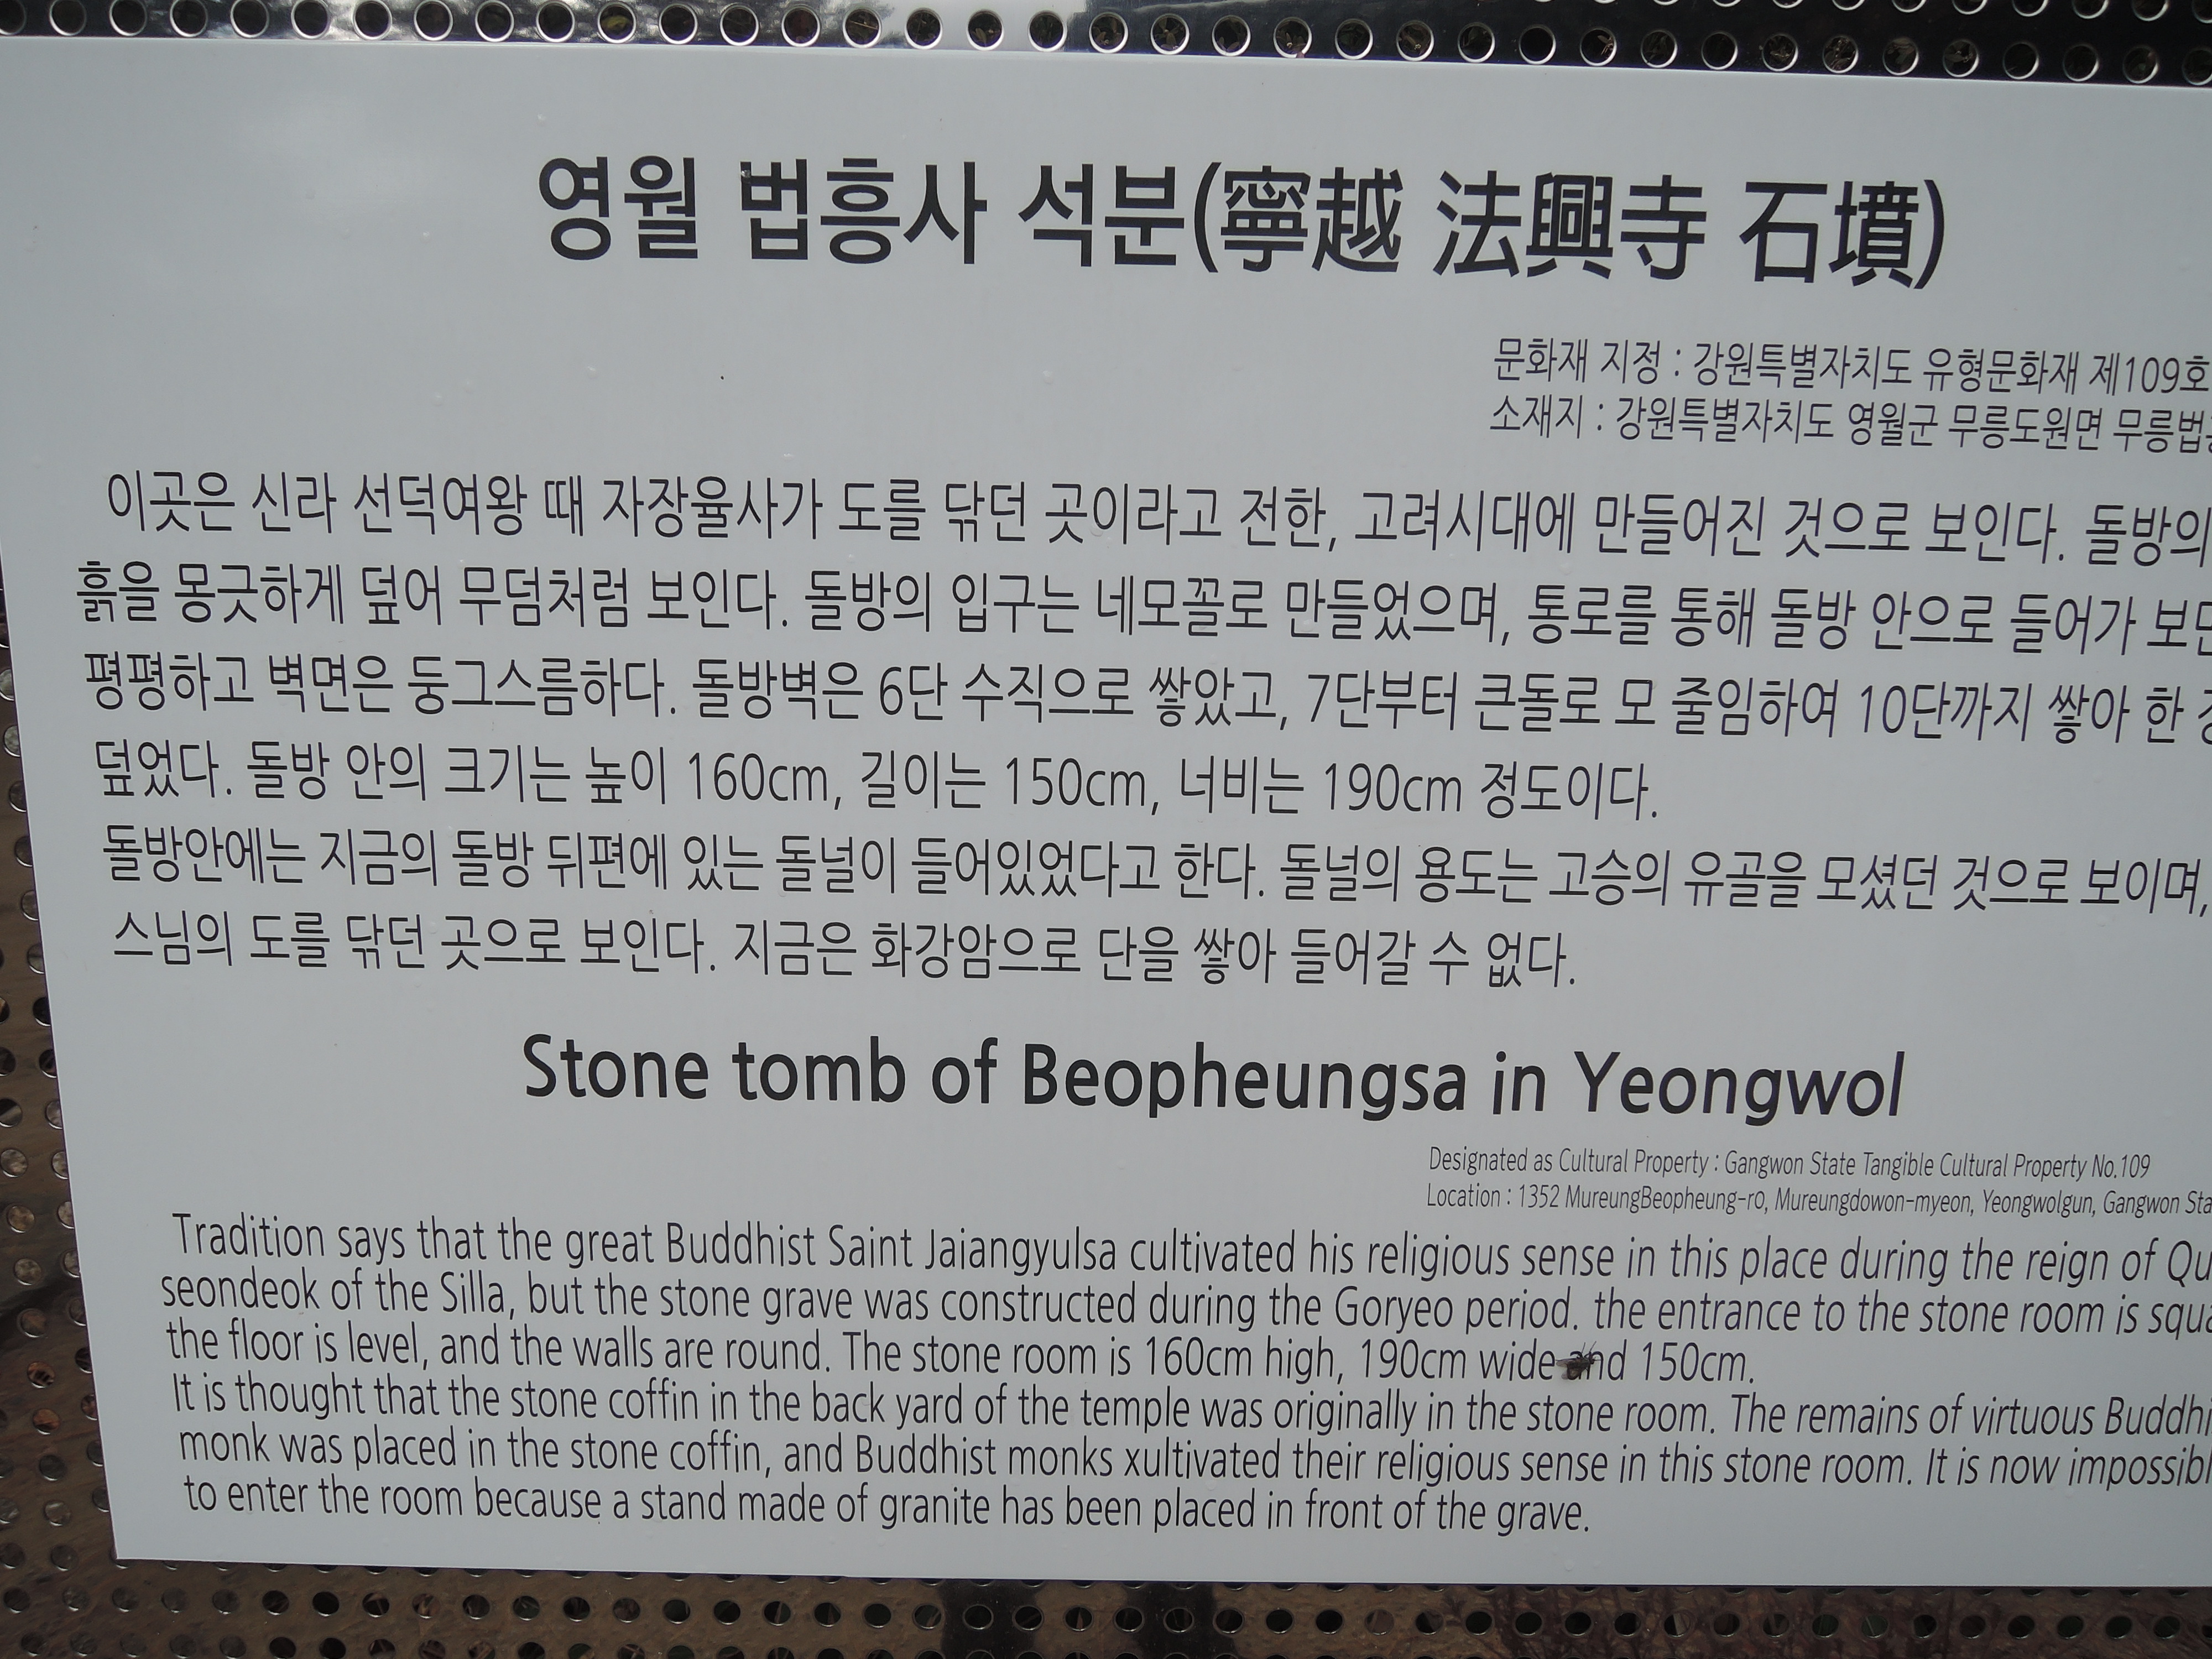 영월 법흥사 석분(寧越 法興寺 石墳)
문화재 지정 : 강원특별자치도 유형문화재 제109호
소재지 : 강원특별자치도 영월군 무릉도원면
이곳은 신라 선덕여왕 때 자장율사가 도를 닦던 곳이라고 전한, 고려시대에 만들어진 것으로 보인다. 돌방의
흙을 몽긋하게 덮어 무덤처럼 보인다. 돌방의 입구는 네모꼴로 만들었으며, 통로를 통해 돌방 안으로 들어가
평평하고 벽면은 둥그스름하다. 돌방벽은 6단 수직으로 쌓았고, 7단부터 큰돌로 모 줄임하여 10단까지 쌓아 한
덮었다. 돌방 안의 크기는 높이 160cm, 길이는 150cm, 너비는 190cm 정도이다.
돌방안에는 지금의 돌방 뒤편에 있는 돌널이 들어있었다고 한다. 돌널의 용도는 고승의 유골을 모셨던 것으로 보이며,
스님의 도를 닦던 곳으로 보인다. 지금은 화강암으로 단을 쌓아 들어갈 수 없다.
Stone tomb of Beopheungsa in Yeongwol
Designated as Cultural Property : Gangwon State Tangible Cultural Property No.109
Location : 1352 MureungBeopheung-ro, Mureungdowon-myeon, Yeongwolgun, Gangwon
Tradition says that the great Buddhist Saint Jaiangyulsa cultivated his religious sense in this place during the reign of
seondeok of the Silla, but the stone grave was constructed during the Goryeo period. the entrance to the stone room is
the floor is level, and the walls are round. The stone room is 160cm high, 190cm wide and 150cm.
It is thought that the stone coffin in the back yard of the temple was originally in the stone room. The remains of virtuous
monk was placed in the stone coffin, and Buddhist monks xultivated their religious sense in this stone room. It is now
to enter the room because a stand made of granite has been placed in front of the grave.